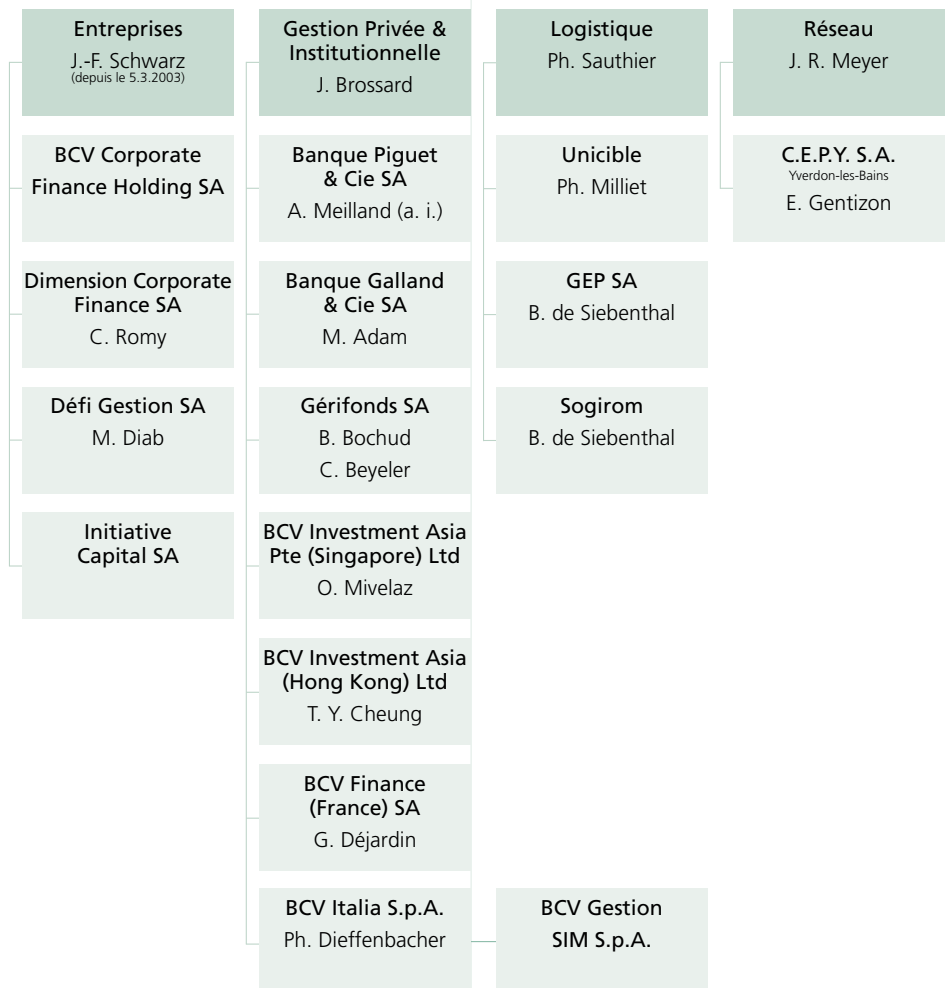 Entreprises
J.-F. Schwarz
(depuis le 5.3.2003)
BCV Corporate
Finance Holding SA
Dimension Corporate
Finance SA
C. Romy
Défi Gestion SA
M. Diab
Initiative
Capital SA
Gestion Privée &
Institutionnelle
J. Brossard
Banque Piguet
& Cie SA
A. Meilland (a. i.)
Banque Galland
& Cie SA
M. Adam
Gérifonds SA
B. Bochud
C. Beyeler
BCV Investment Asia
Pte (Singapore) Ltd
O. Mivelaz
BCV Investment Asia
(Hong Kong) Ltd
T. Y. Cheung
BCV Finance
(France) SA
G. Déjardin
BCV Italia S.p.A.
Ph. Dieffenbacher
BCV Gestion
SIM S.p.A.
Logistique
Ph. Sauthier
Unicible
Ph. Milliet
GEP SA
B. de Siebenthal
Sogirom
B. de Siebenthal
Réseau
J. R. Meyer
C.E.P.Y. S.A.
Yverdon-les-Bains
E. Gentizon